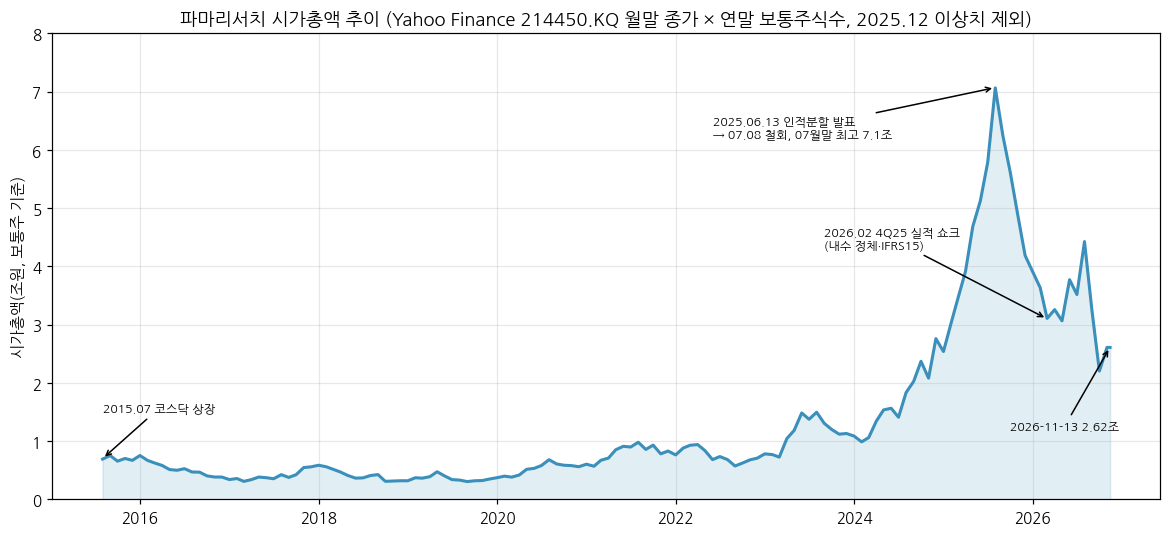 파마리서치 시가총액 추이 (Yahoo Finance 214450.KQ 월말 종가 × 연말 보통주식수, 2025.12 이상치 제외)
시가총액(조원, 보통주 기준)
8
7
6
5
4
3
2
1
0
2025.06.13 인적분할 발표
→ 07.08 철회, 07월말 최고 7.1조
2026.02 4Q25 실적 쇼크
(내수 정체·IFRS15)
2015.07 코스닥 상장
2026-11-13 2.62조
2016
2018
2020
2022
2024
2026